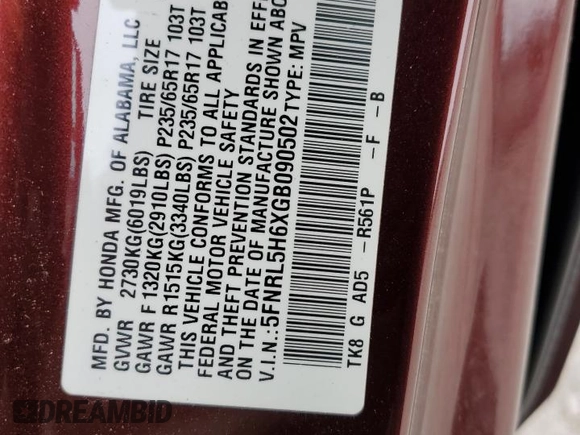 MFD. BY HONDA MFG. OF ALABAMA, LLC
GVWR 2730KG(6019LBS) TIRE SIZE
GAWR F 1320KG(2910LBS) P235/65R17 103T
GAWR R1515KG(3340LBS) P235/65R17 103T
THIS VEHICLE CONFORMS TO ALL APPLICAB
FEDERAL MOTOR VEHICLE SAFETY
AND THEFT PREVENTION STANDARDS IN EFF
ON THE DATE OF MANUFACTURE SHOWN ABO
V.I.N.:5FNRL5H6XGB090502 TYPE: MPV
TK8 G AD5 -R561P - F - B
DREAMBID